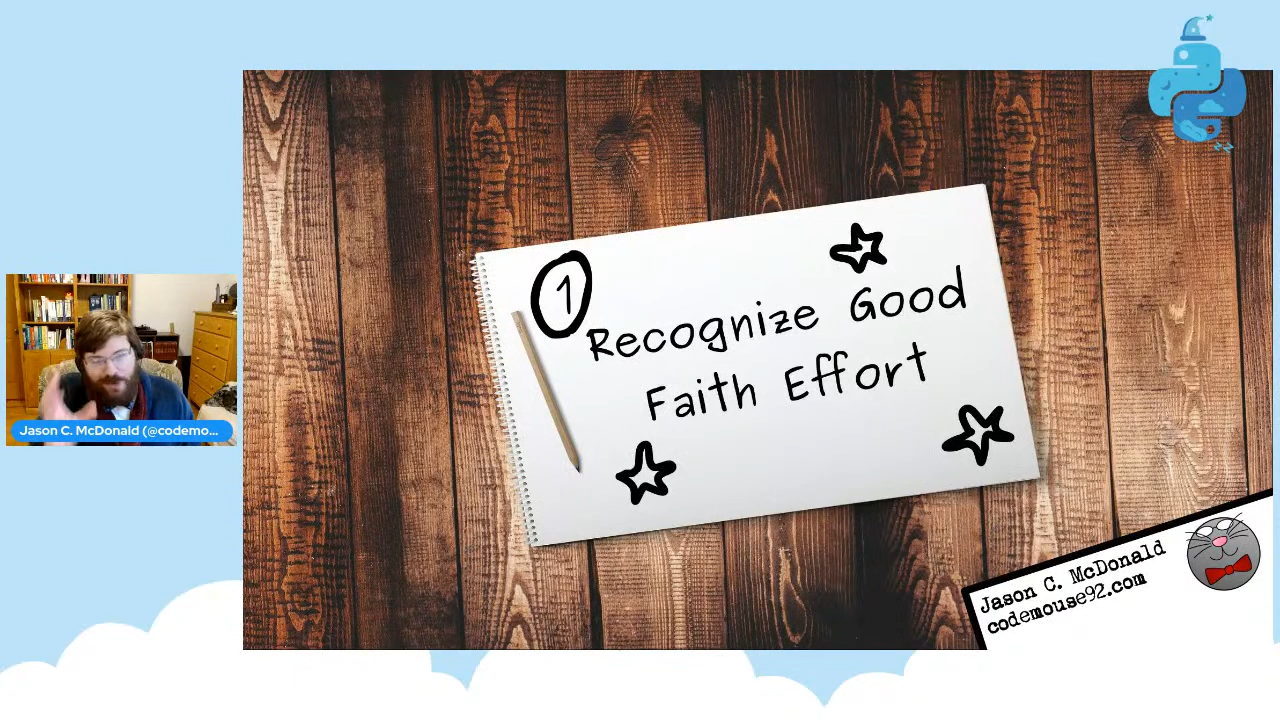 1
Recognize Good
Faith Effort
Jason C. McDonald (@codemo...
Jason C. McDonald
codemouse92.com